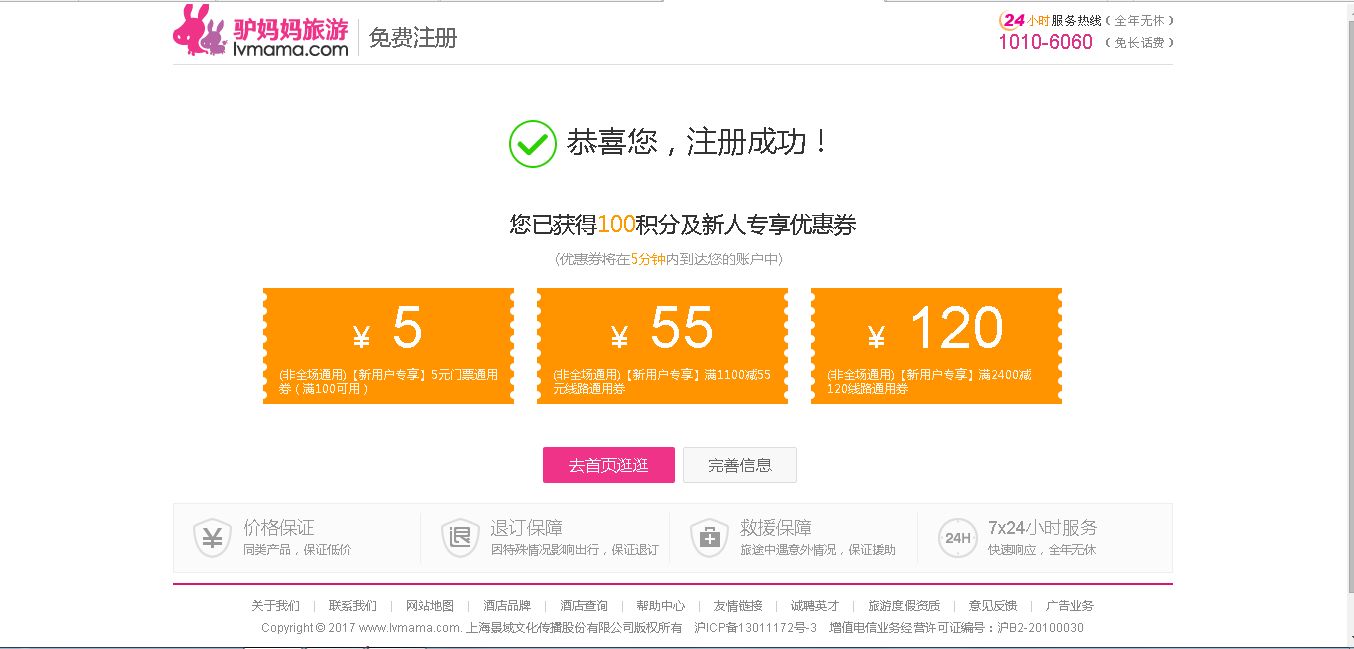 驴妈妈旅游
lvmama.com
免费注册
24小时服务热线（全年无休）
1010-6060（免长话费）
恭喜您，注册成功！
您已获得100积分及新人专享优惠券
(优惠券将在5分钟内到达您的账户中)
¥ 5
(非全场通用)【新用户专享】5元门票通用
券（满100可用）
¥ 55
(非全场通用)【新用户专享】满1100减55
元线路通用券
¥ 120
(非全场通用)【新用户专享】满2400减
120线路通用券
去首页逛逛
完善信息
¥
价格保证
同类产品，保证低价
退
退订保障
因特殊情况影响出行，保证退订
救援保障
旅途中遇意外情况，保证援助
24H
7x24小时服务
快速响应，全年无休
关于我们 | 联系我们 | 网站地图 | 酒店品牌 | 酒店查询 | 帮助中心 | 友情链接 | 诚聘英才 | 旅游度假资质 | 意见反馈 | 广告业务
Copyright © 2017 www.lvmama.com. 上海景域文化传播股份有限公司版权所有 沪ICP备13011172号-3 增值电信业务经营许可证编号：沪B2-20100030